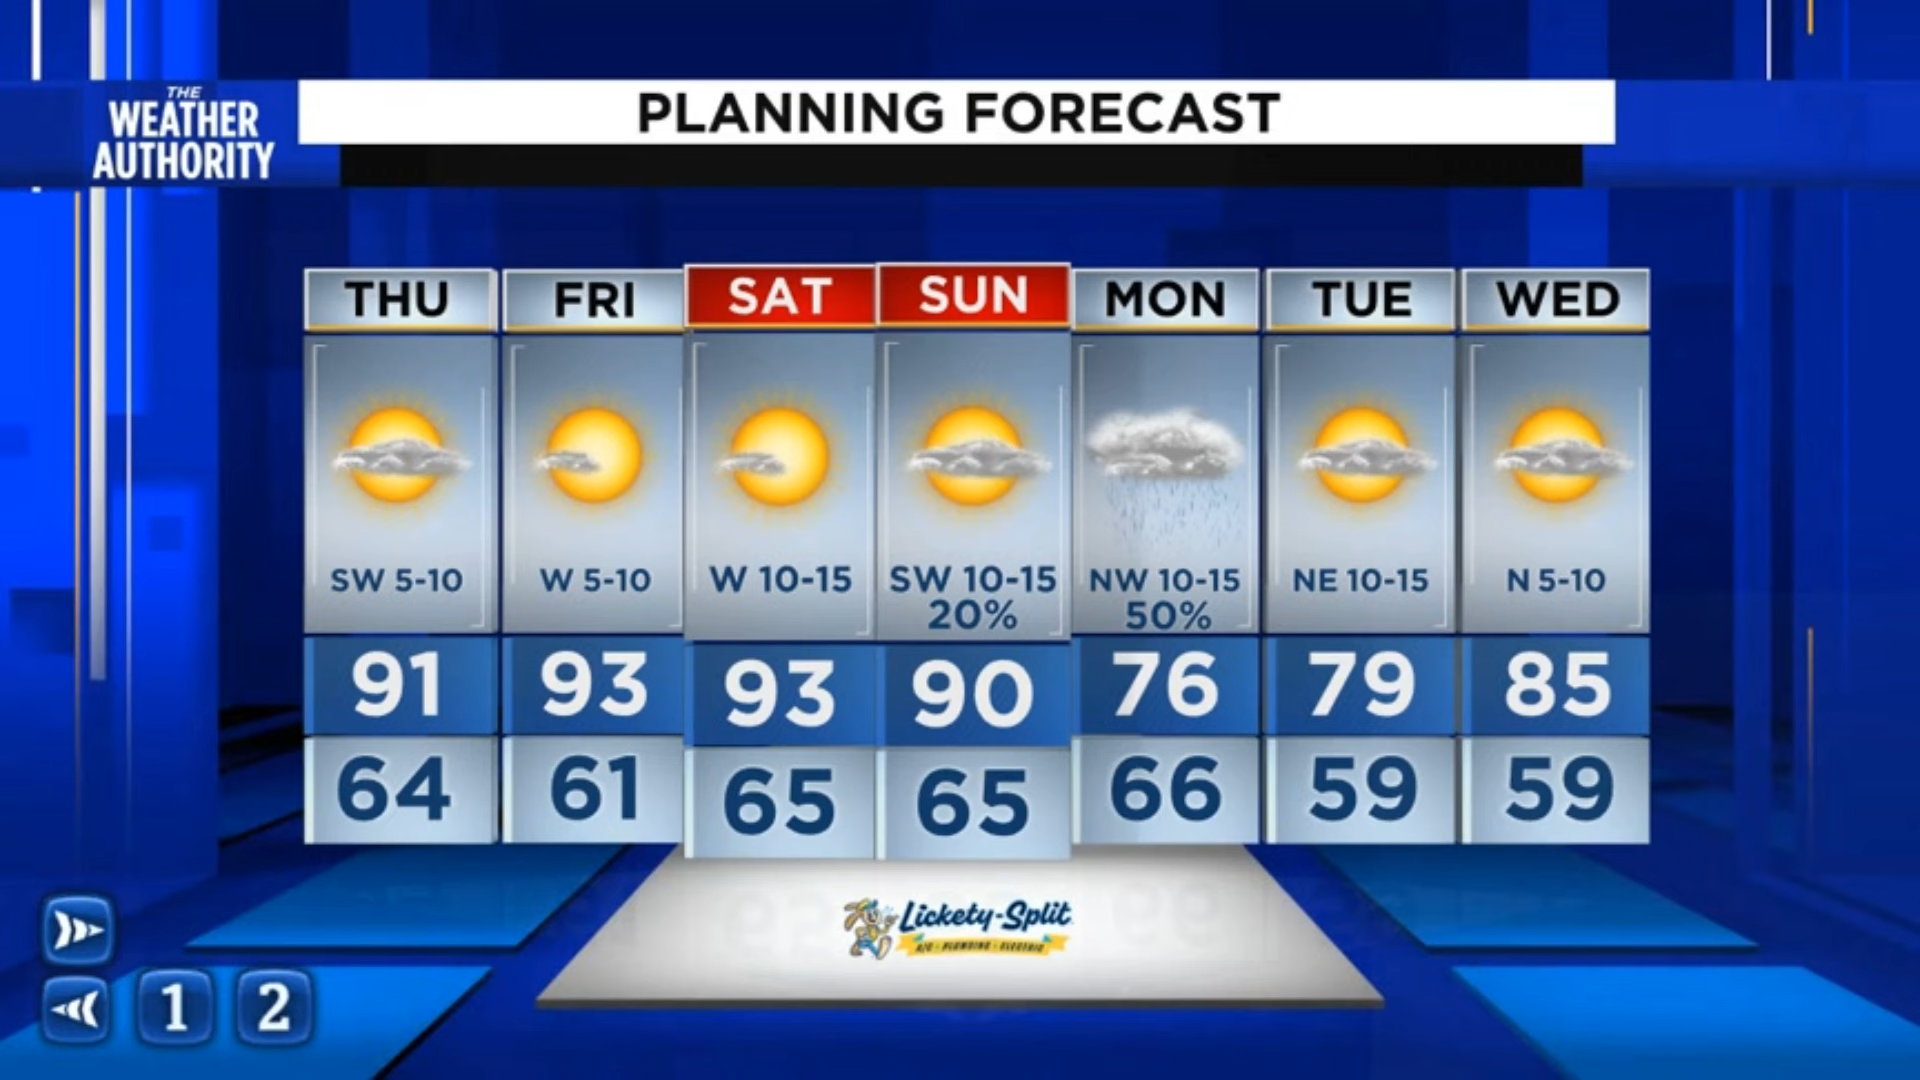 THE
WEATHER
AUTHORITY
PLANNING FORECAST
THU FRI SAT SUN MON TUE WED
SW 5-10 W 5-10 W 10-15 SW 10-15 NW 10-15 NE 10-15 N 5-10
20% 50%
91 93 93 90 76 79 85
64 61 65 65 66 59 59
Lickety-Split
A/C • PLUMBING • ELECTRIC
1 2